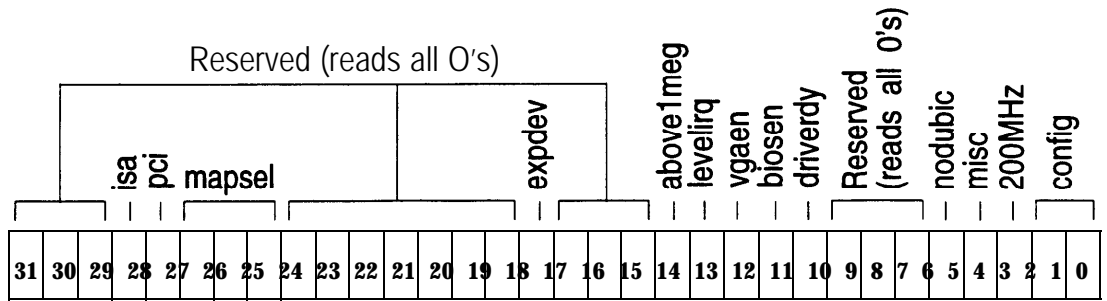 Reserved (reads all O's)
isa
pci
mapsel
expdev
above1meg
levelirq
vgaen
biosen
driverdy
Reserved
(reads all 0's)
nodubic
misc
200MHz
config
31 30 29 28 27 26 25 24 23 22 21 20 19 18 17 16 15 14 13 12 11 10 9 8 7 6 5 4 3 2 1 0